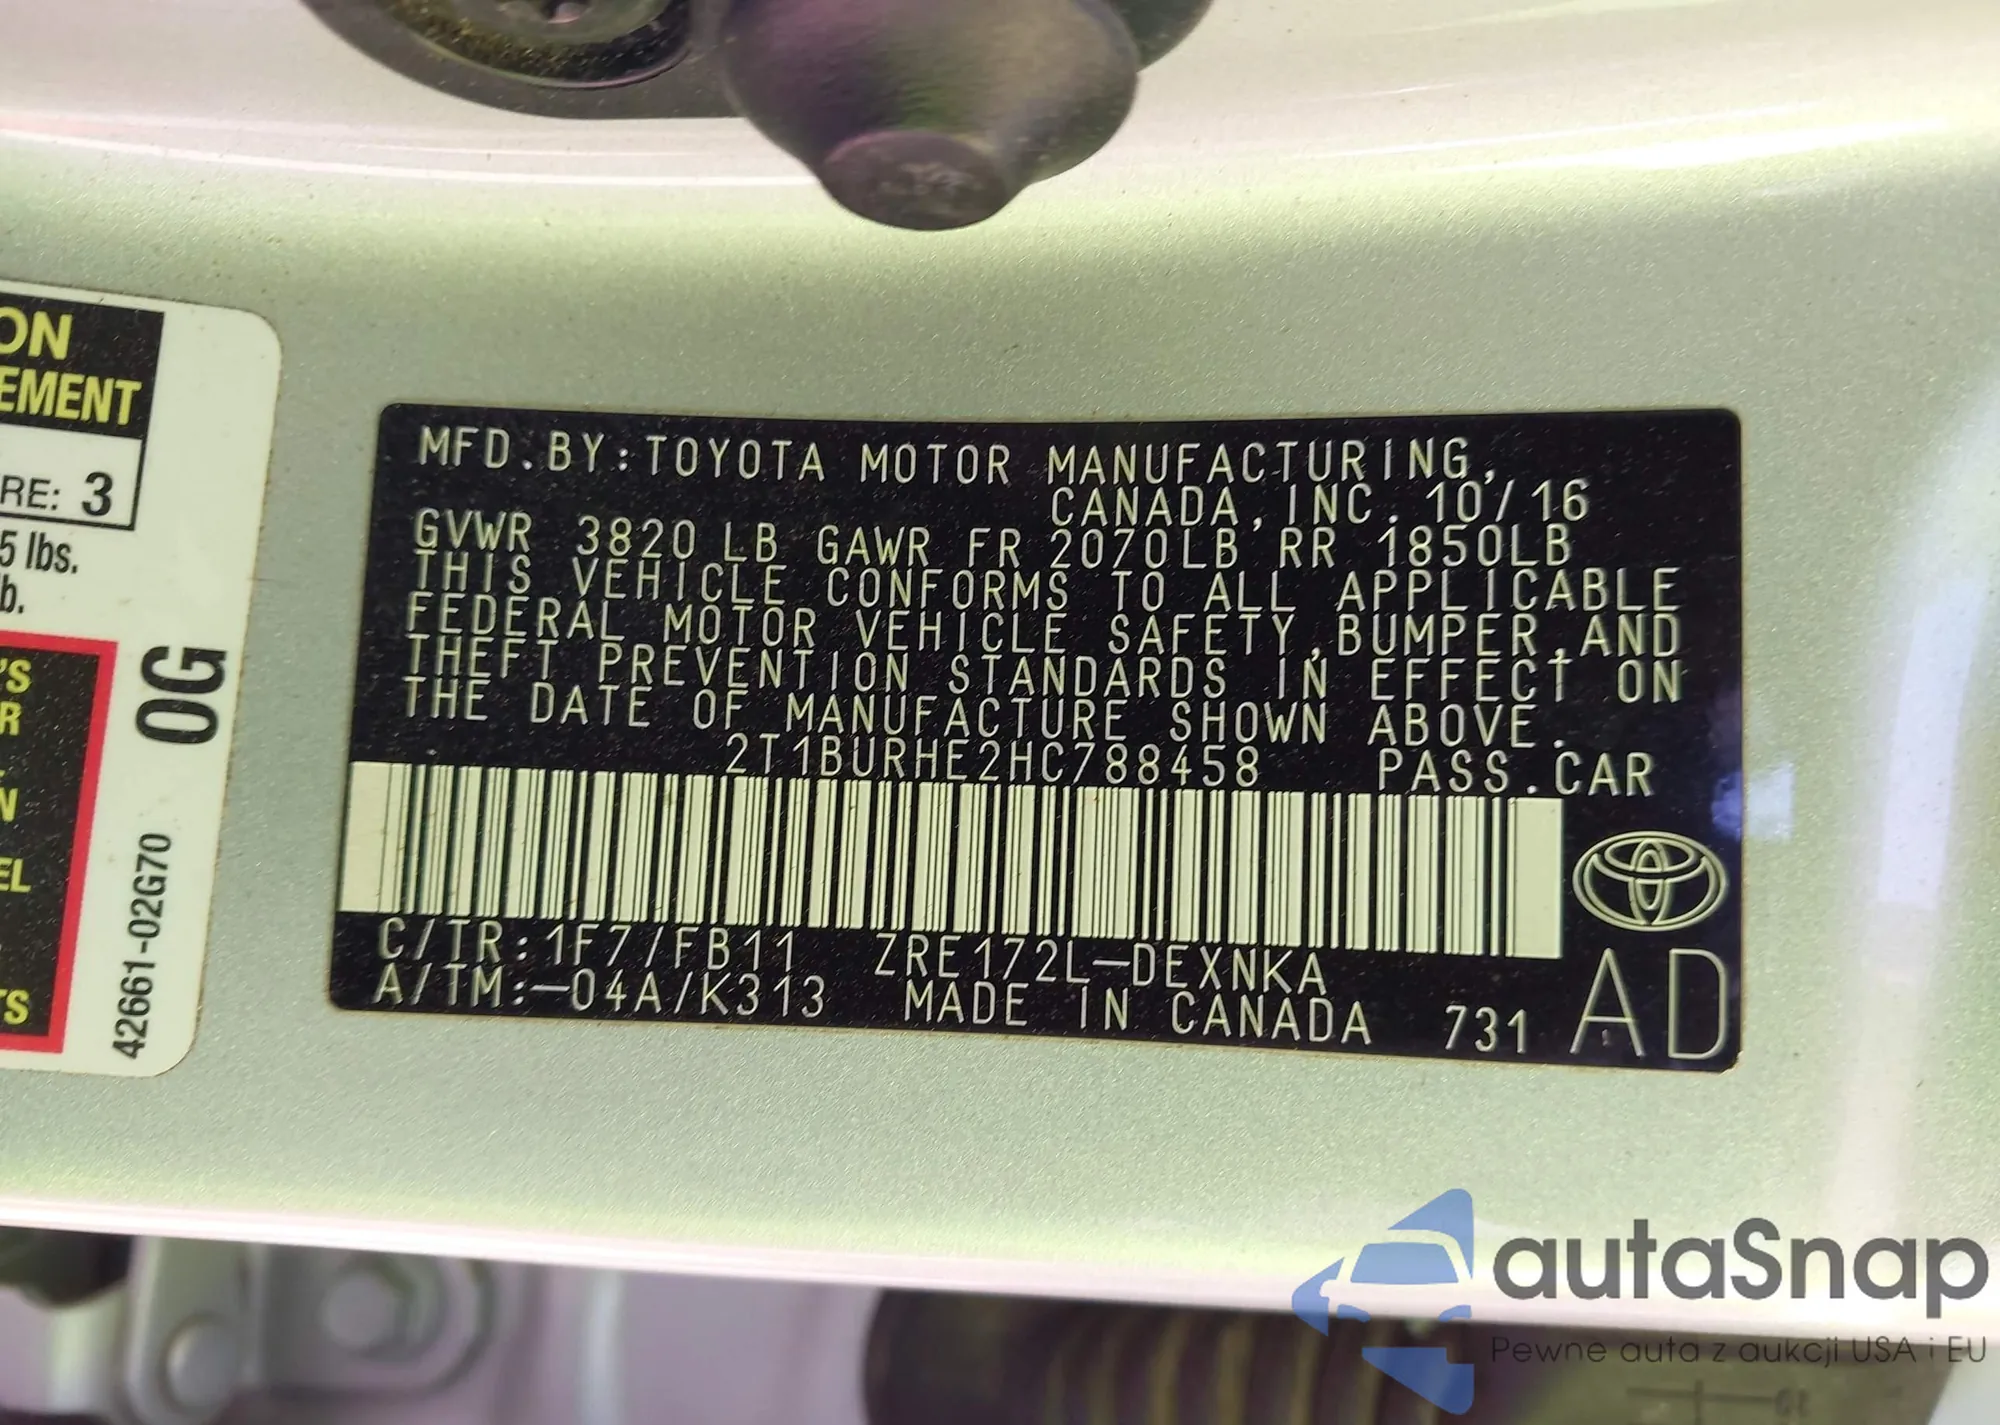 ON
EMENT
RE: 3
5 lbs.
b.
'S
R
N
EL
TS
0G
42661-02G70
MFD.BY:TOYOTA MOTOR MANUFACTURING,
CANADA,INC. 10/16
GVWR 3820 LB GAWR FR 2070LB RR 1850LB
THIS VEHICLE CONFORMS TO ALL APPLICABLE
FEDERAL MOTOR VEHICLE SAFETY,BUMPER,AND
THEFT PREVENTION STANDARDS IN EFFECT ON
THE DATE OF MANUFACTURE SHOWN ABOVE.
2T1BURHE2HC788458 PASS.CAR
C/TR:1F7/FB11 ZRE172L-DEXNKA
A/TM:-04A/K313 MADE IN CANADA 731
AD
autaSnap
Pewne auta z aukcji USA i EU